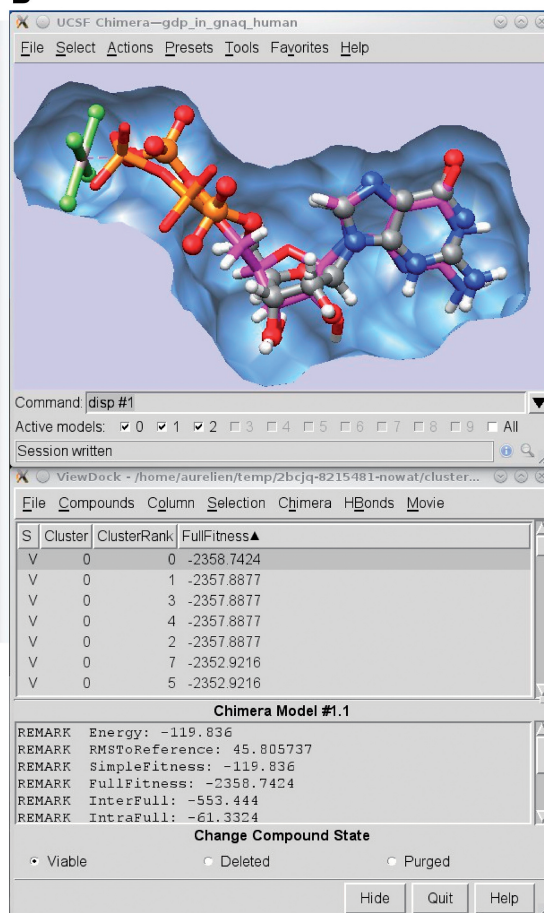 B
UCSF Chimera—gdp_in_gnaq_human
File Select Actions Presets Tools Favorites Help
Command: disp #1
Active models: 0 1 2 3 4 5 6 7 8 9 All
Session written
ViewDock - /home/aurelien/temp/2bcjq-8215481-nowat/cluster...
File Compounds Column Selection Chimera HBonds Movie
S Cluster ClusterRank FullFitness▲
V 0 0 -2358.7424
V 0 1 -2357.8877
V 0 3 -2357.8877
V 0 4 -2357.8877
V 0 2 -2357.8877
V 0 7 -2352.9216
V 0 5 -2352.9216
Chimera Model #1.1
REMARK Energy: -119.836
REMARK RMSToReference: 45.805737
REMARK SimpleFitness: -119.836
REMARK FullFitness: -2358.7424
REMARK InterFull: -553.444
REMARK IntraFull: -61.3324
Change Compound State
Viable Deleted Purged
Hide Quit Help